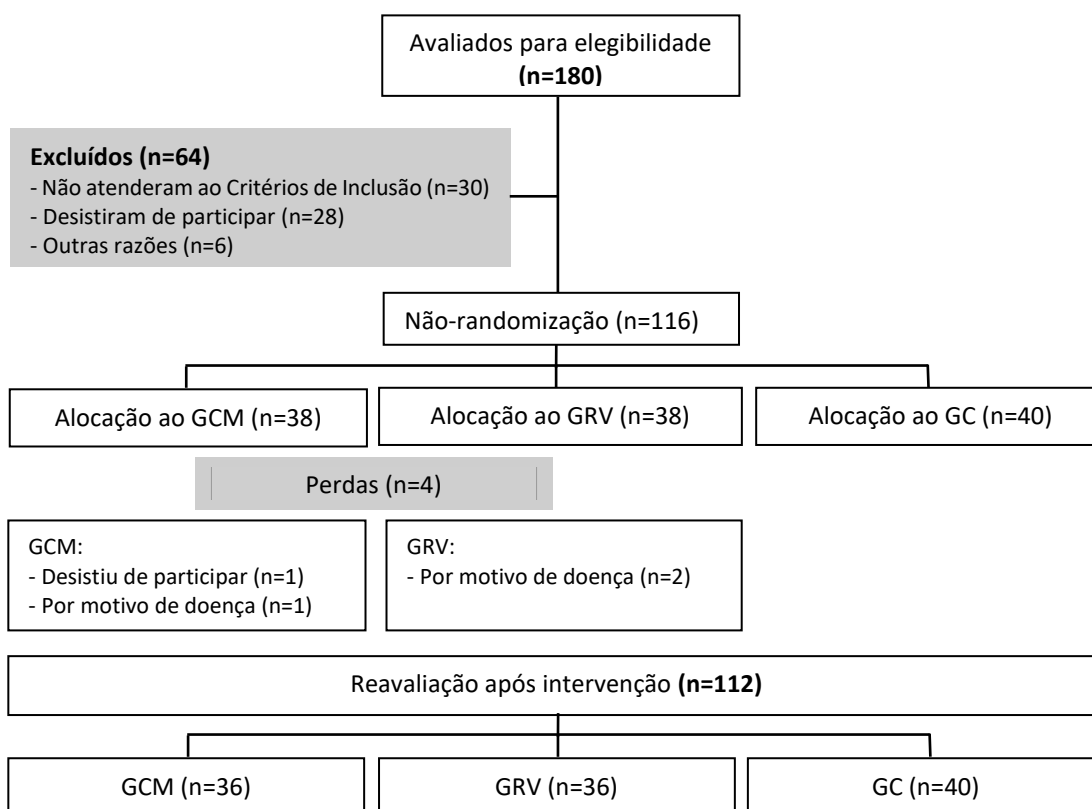 Avaliados para elegibilidade
(n=180)
Excluídos (n=64)
- Não atenderam ao Critérios de Inclusão (n=30)
- Desistiram de participar (n=28)
- Outras razões (n=6)
Não-randomização (n=116)
Alocação ao GCM (n=38)
Alocação ao GRV (n=38)
Alocação ao GC (n=40)
Perdas (n=4)
GCM:
- Desistiu de participar (n=1)
- Por motivo de doença (n=1)
GRV:
- Por motivo de doença (n=2)
Reavaliação após intervenção (n=112)
GCM (n=36)
GRV (n=36)
GC (n=40)